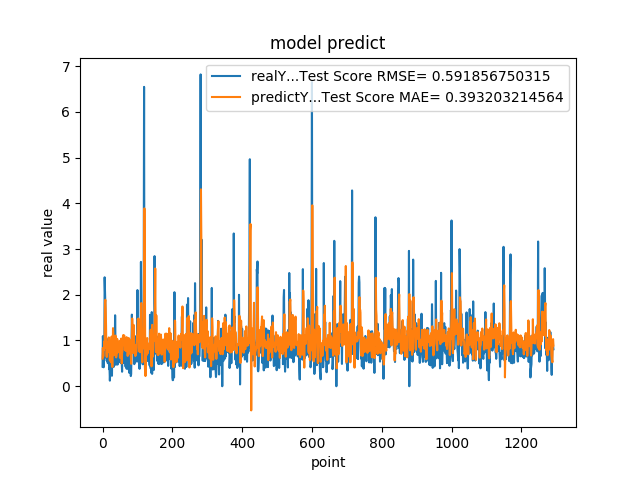 model predict
realY...Test Score RMSE= 0.591856750315
predictY...Test Score MAE= 0.393203214564
real value
7
6
5
4
3
2
1
0
0 200 400 600 800 1000 1200
point